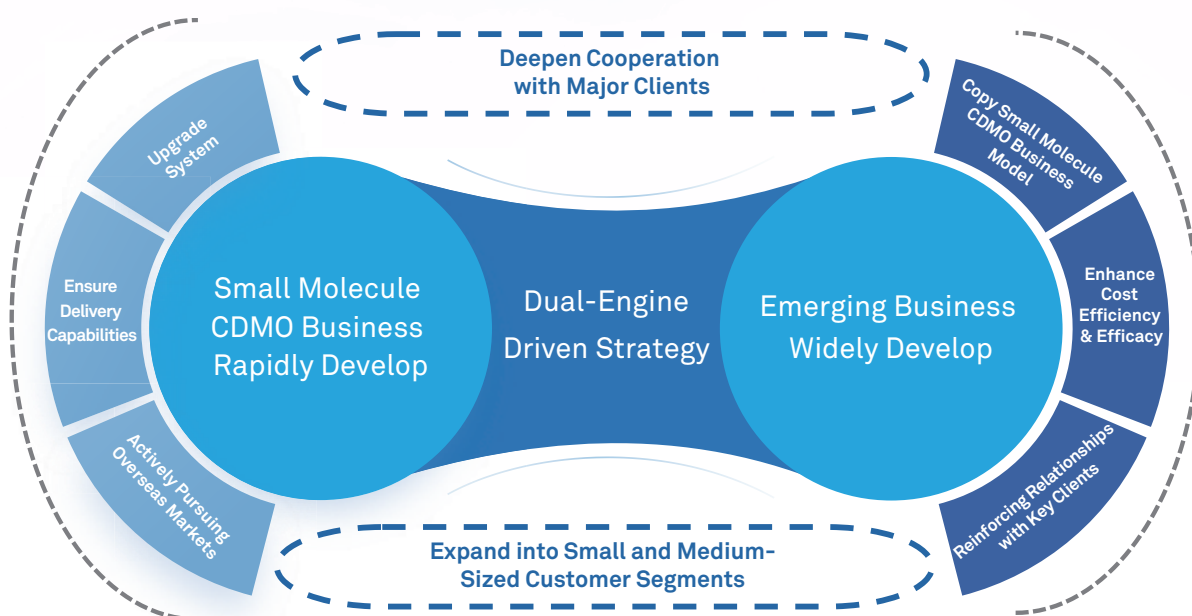 Deepen Cooperation
with Major Clients
Upgrade
System
Ensure
Delivery
Capabilities
Actively Pursuing
Overseas Markets
Small Molecule
CDMO Business
Rapidly Develop
Dual-Engine
Driven Strategy
Emerging Business
Widely Develop
Copy Small Molecule
CDMO Business
Model
Enhance
Cost
Efficiency
& Efficacy
Reinforcing Relationships
with Key Clients
Expand into Small and Medium-
Sized Customer Segments